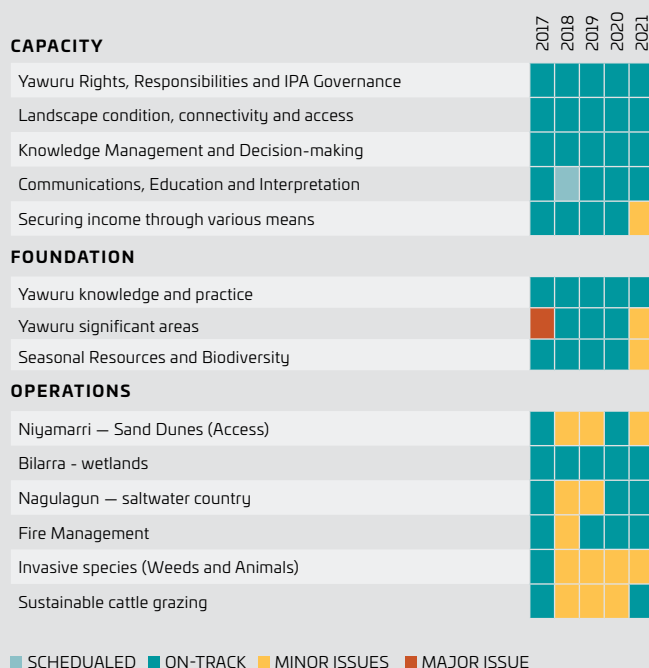 2017 2018 2019 2020 2021
CAPACITY
Yawuru Rights, Responsibilities and IPA Governance
Landscape condition, connectivity and access
Knowledge Management and Decision-making
Communications, Education and Interpretation
Securing income through various means
FOUNDATION
Yawuru knowledge and practice
Yawuru significant areas
Seasonal Resources and Biodiversity
OPERATIONS
Niyamarri — Sand Dunes (Access)
Bilarra - wetlands
Nagulagun — saltwater country
Fire Management
Invasive species (Weeds and Animals)
Sustainable cattle grazing
SCHEDUALED ON-TRACK MINOR ISSUES MAJOR ISSUE